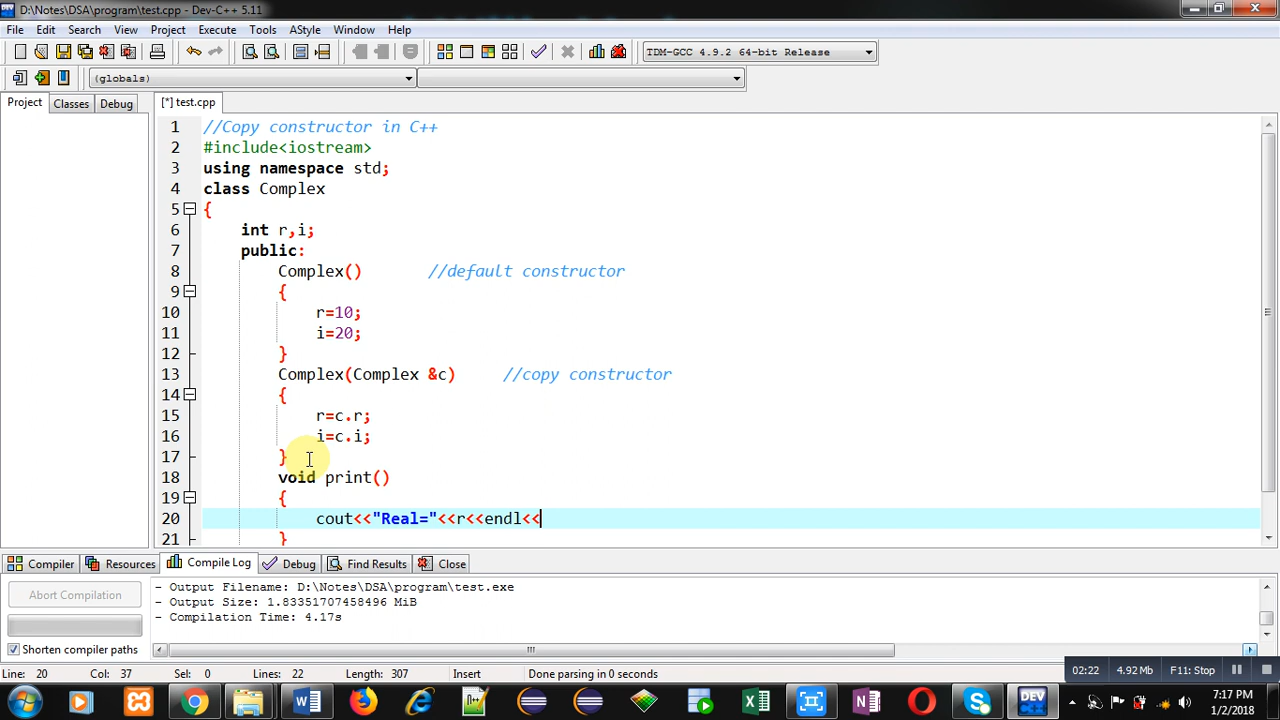 D:\Notes\DSA\program\test.cpp - Dev-C++ 5.11
File Edit Search View Project Execute Tools AStyle Window Help
TDM-GCC 4.9.2 64-bit Release
(globals)
Project Classes Debug [*] test.cpp
1 //Copy constructor in C++
2 #include<iostream>
3 using namespace std;
4 class Complex
5 {
6 int r,i;
7 public:
8 Complex() //default constructor
9 {
10 r=10;
11 i=20;
12 }
13 Complex(Complex &c) //copy constructor
14 {
15 r=c.r;
16 i=c.i;
17 }
18 void print()
19 {
20 cout<<"Real="<<r<<endl<<
21 }
Compiler Resources Compile Log Debug Find Results Close
Abort Compilation
- Output Filename: D:\Notes\DSA\program\test.exe
- Output Size: 1.83351707458496 MiB
- Compilation Time: 4.17s
Shorten compiler paths
Line: 20 Col: 37 Sel: 0 Lines: 22 Length: 307 Insert Done parsing in 0 seconds
02:22 4.92 Mb F11: Stop
DEV
7:17 PM
1/2/2018